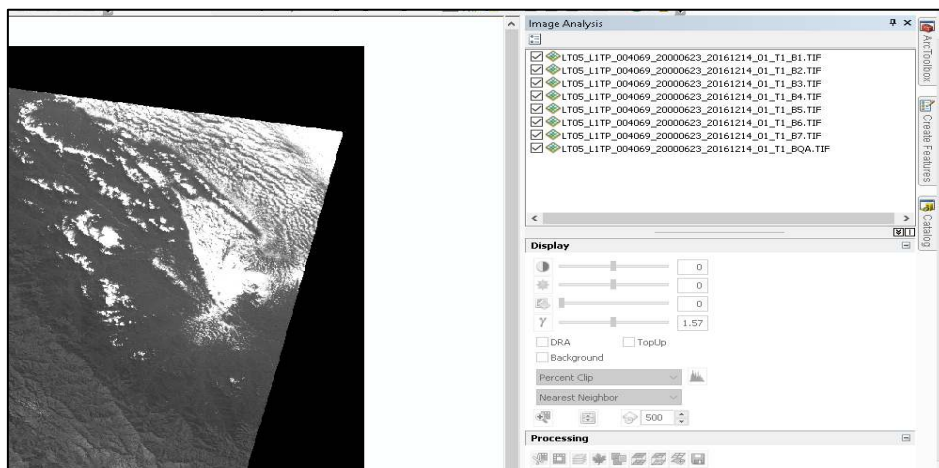 Image Analysis
LT05_L1TP_004069_20000623_20161214_01_T1_B1.TIF
LT05_L1TP_004069_20000623_20161214_01_T1_B2.TIF
LT05_L1TP_004069_20000623_20161214_01_T1_B3.TIF
LT05_L1TP_004069_20000623_20161214_01_T1_B4.TIF
LT05_L1TP_004069_20000623_20161214_01_T1_B5.TIF
LT05_L1TP_004069_20000623_20161214_01_T1_B6.TIF
LT05_L1TP_004069_20000623_20161214_01_T1_B7.TIF
LT05_L1TP_004069_20000623_20161214_01_T1_BQA.TIF
Display
0
0
0
γ 1.57
DRA TopUp
Background
Percent Clip
Nearest Neighbor
500
Processing
ArcToolbox
Create Features
Catalog